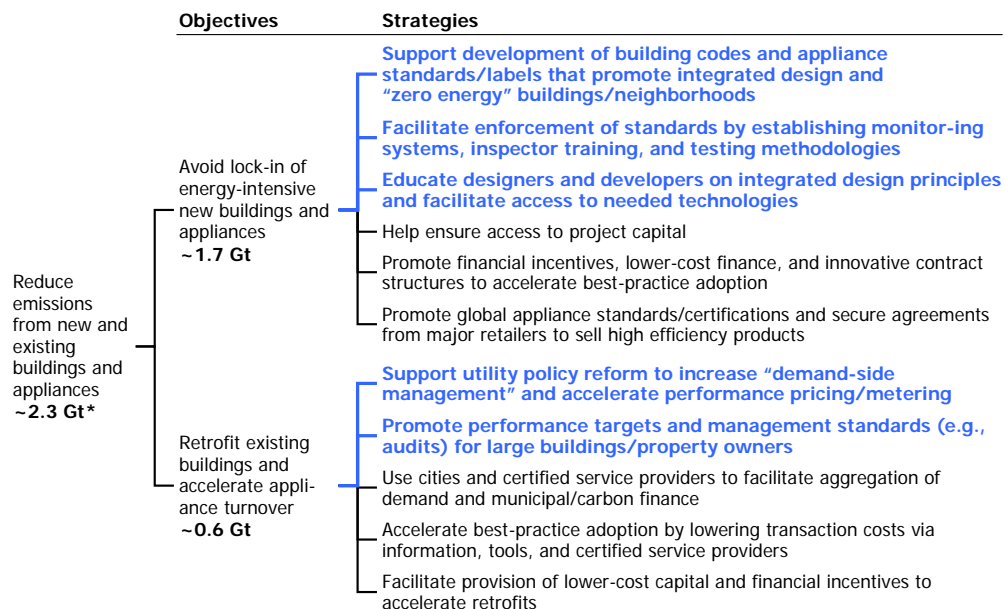 Objectives
Strategies
Reduce
emissions
from new and
existing
buildings and
appliances
~2.3 Gt*
Avoid lock-in of
energy-intensive
new buildings and
appliances
~1.7 Gt
Support development of building codes and appliance
standards/labels that promote integrated design and
“zero energy” buildings/neighborhoods
Facilitate enforcement of standards by establishing monitor-ing
systems, inspector training, and testing methodologies
Educate designers and developers on integrated design principles
and facilitate access to needed technologies
Help ensure access to project capital
Promote financial incentives, lower-cost finance, and innovative contract
structures to accelerate best-practice adoption
Promote global appliance standards/certifications and secure agreements
from major retailers to sell high efficiency products
Retrofit existing
buildings and
accelerate appli-
ance turnover
~0.6 Gt
Support utility policy reform to increase “demand-side
management” and accelerate performance pricing/metering
Promote performance targets and management standards (e.g.,
audits) for large buildings/property owners
Use cities and certified service providers to facilitate aggregation of
demand and municipal/carbon finance
Accelerate best-practice adoption by lowering transaction costs via
information, tools, and certified service providers
Facilitate provision of lower-cost capital and financial incentives to
accelerate retrofits